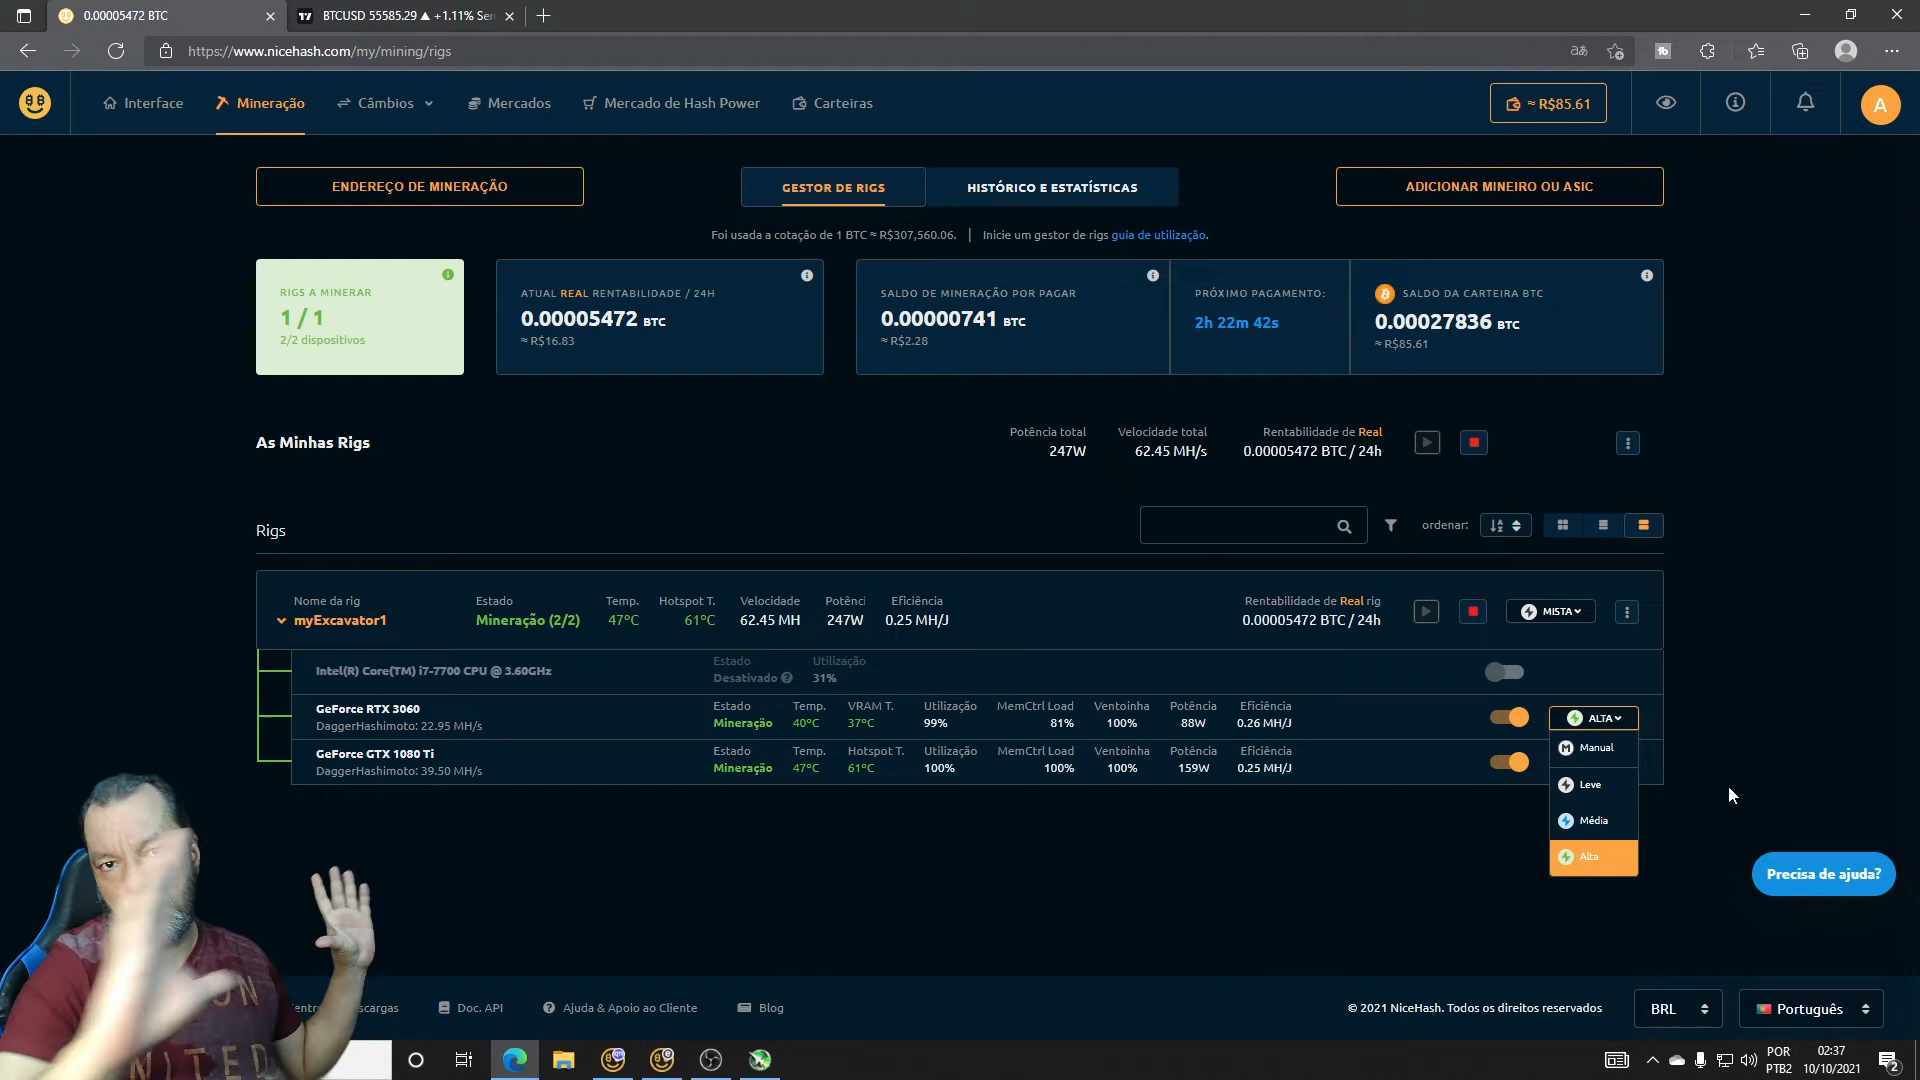 0.00005472 BTC
BTCUSD 55585.29 ▲ +1.11% Sem
https://www.nicehash.com/my/mining/rigs
Interface
Mineração
Câmbios
Mercados
Mercado de Hash Power
Carteiras
≈ R$85.61
A
ENDEREÇO DE MINERAÇÃO
GESTOR DE RIGS
HISTÓRICO E ESTATÍSTICAS
ADICIONAR MINEIRO OU ASIC
Foi usada a cotação de 1 BTC ≈ R$307,560.06. | Inicie um gestor de rigs guia de utilização.
RIGS A MINERAR
1 / 1
2/2 dispositivos
ATUAL REAL RENTABILIDADE / 24H
0.00005472 BTC
≈ R$16.83
SALDO DE MINERAÇÃO POR PAGAR
0.00000741 BTC
≈ R$2.28
PRÓXIMO PAGAMENTO:
2h 22m 42s
SALDO DA CARTEIRA BTC
0.00027836 BTC
≈ R$85.61
As Minhas Rigs
Potência total
247W
Velocidade total
62.45 MH/s
Rentabilidade de Real
0.00005472 BTC / 24h
Rigs
ordenar:
Nome da rig
myExcavator1
Estado
Mineração (2/2)
Temp.
47°C
Hotspot T.
61°C
Velocidade
62.45 MH
Potênci
247W
Eficiência
0.25 MH/J
Rentabilidade de Real rig
0.00005472 BTC / 24h
MISTA
Intel(R) Core(TM) i7-7700 CPU @ 3.60GHz
Estado
Desativado
Utilização
31%
GeForce RTX 3060
DaggerHashimoto: 22.95 MH/s
Estado
Mineração
Temp.
40°C
VRAM T.
37°C
Utilização
99%
MemCtrl Load
81%
Ventoinha
100%
Potência
88W
Eficiência
0.26 MH/J
ALTA
GeForce GTX 1080 Ti
DaggerHashimoto: 39.50 MH/s
Estado
Mineração
Temp.
47°C
Hotspot T.
61°C
Utilização
100%
MemCtrl Load
100%
Ventoinha
100%
Potência
159W
Eficiência
0.25 MH/J
M Manual
Leve
Média
Alta
Precisa de ajuda?
Doc. API
Ajuda & Apoio ao Cliente
Blog
© 2021 NiceHash. Todos os direitos reservados
BRL
Português
POR
PTB2
02:37
10/10/2021
2